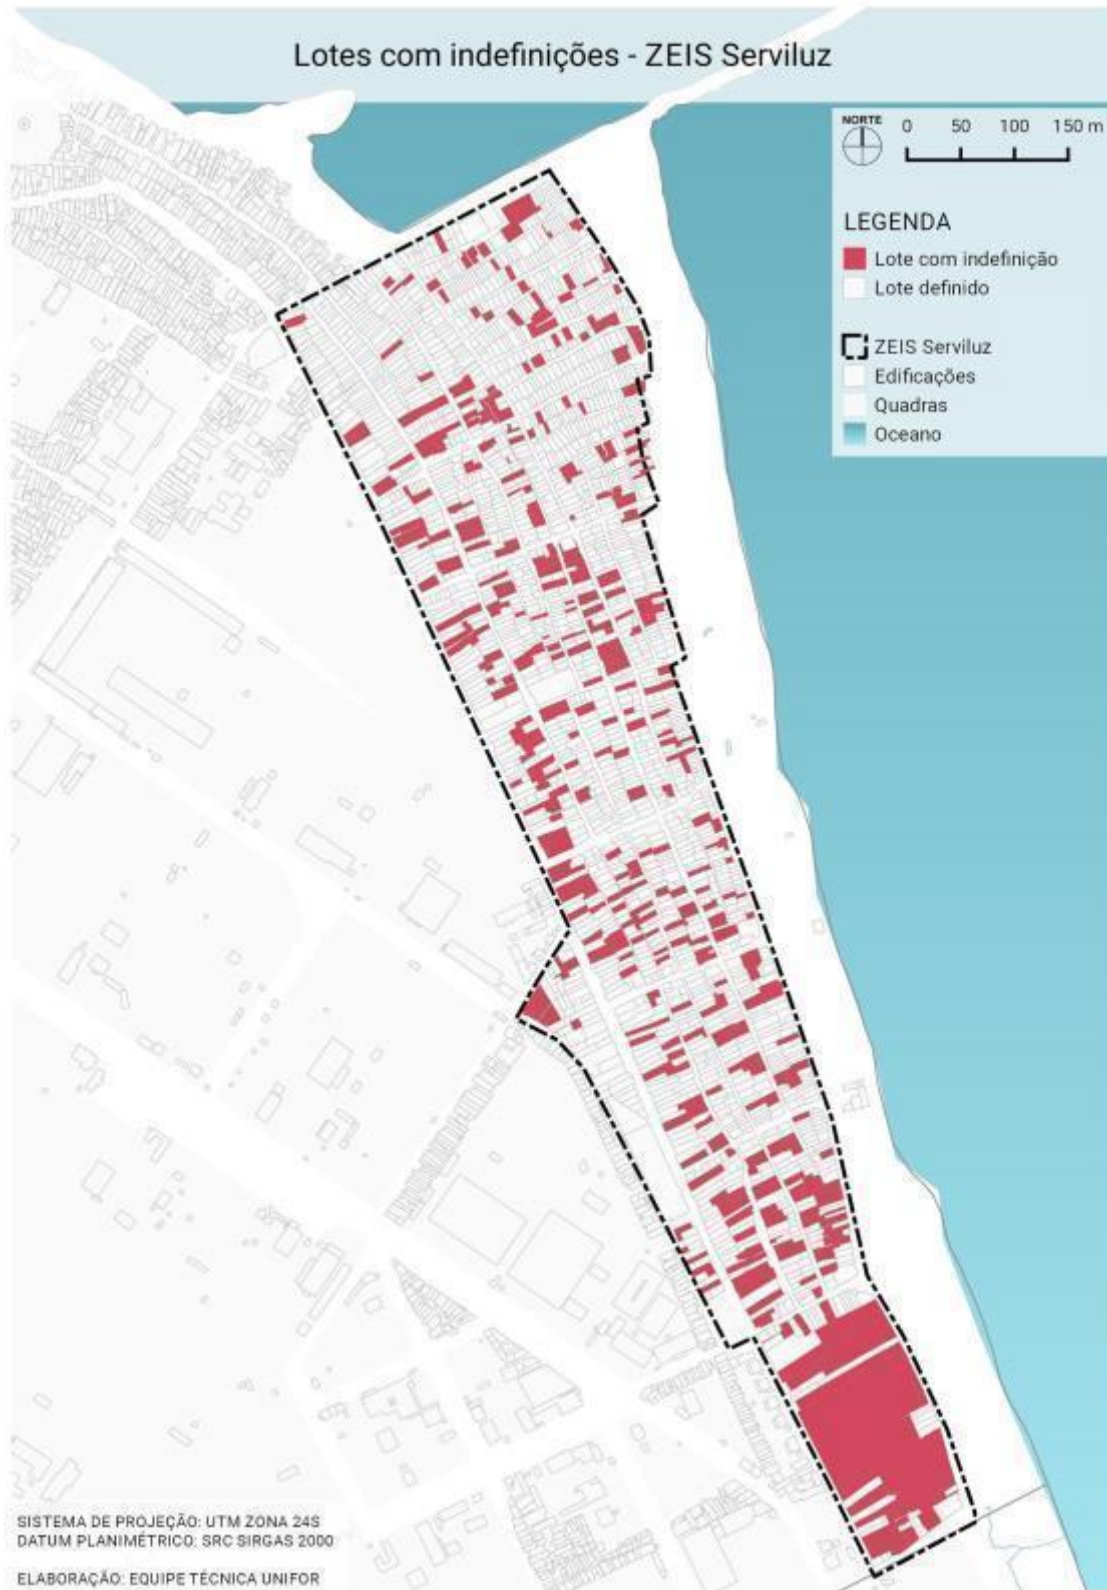 Lotes com indefinições - ZEIS Serviluz
NORTE
0 50 100 150 m
LEGENDA
Lote com indefinição
Lote definido
ZEIS Serviluz
Edificações
Quadras
Oceano
SISTEMA DE PROJEÇÃO: UTM ZONA 24S
DATUM PLANIMÉTRICO: SRC SIRGAS 2000
ELABORAÇÃO: EQUIPE TÉCNICA UNIFOR